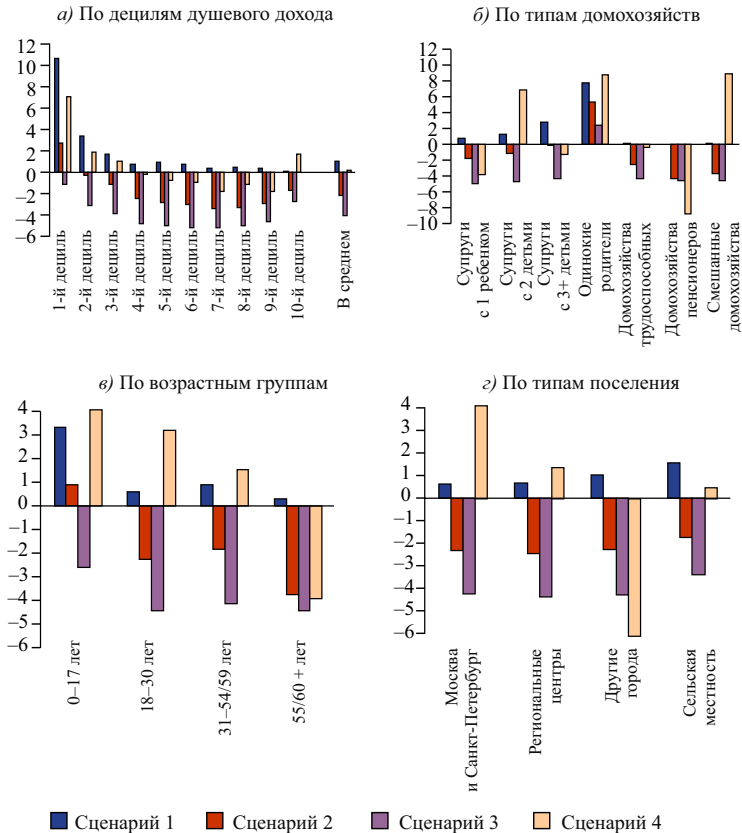 а) По децилям душевого дохода
12
10
8
6
4
2
0
–2
–4
–6
1-й дециль
2-й дециль
3-й дециль
4-й дециль
5-й дециль
6-й дециль
7-й дециль
8-й дециль
9-й дециль
10-й дециль
В среднем
б) По типам домохозяйств
12
10
8
6
4
2
0
–2
–4
–6
–8
–10
Супруги
с 1 ребенком
Супруги
с 2 детьми
Супруги
с 3+ детьми
Одинокие
родители
Домохозяйства
трудоспособных
Домохозяйства
пенсионеров
Смешанные
домохозяйства
в) По возрастным группам
4
3
2
1
0
–1
–2
–3
–4
–5
–6
0–17 лет
18–30 лет
31–54/59 лет
55/60 + лет
г) По типам поселения
4
3
2
1
0
–1
–2
–3
–4
–5
–6
Москва
и Санкт-Петербург
Региональные
центры
Другие
города
Сельская
местность
Сценарий 1
Сценарий 2
Сценарий 3
Сценарий 4